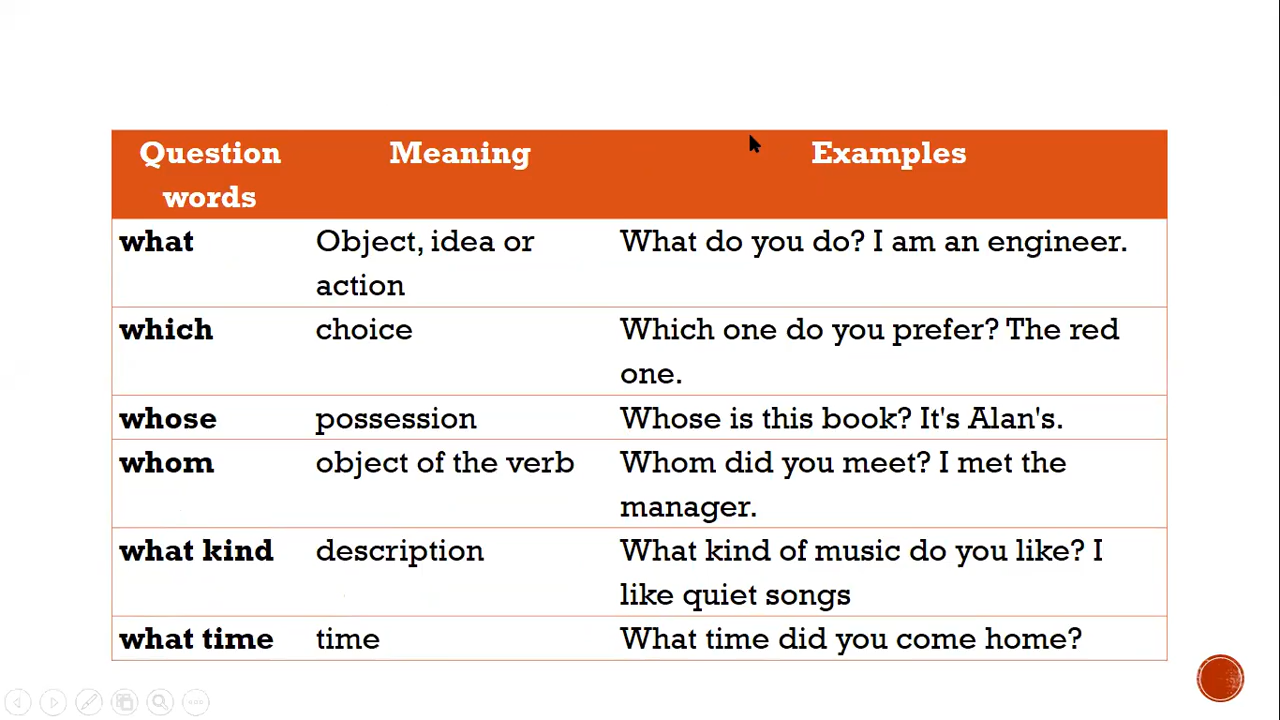 Question Meaning Examples
words
what Object, idea or What do you do? I am an engineer.
action
which choice Which one do you prefer? The red
one.
whose possession Whose is this book? It's Alan's.
whom object of the verb Whom did you meet? I met the
manager.
what kind description What kind of music do you like? I
like quiet songs
what time time What time did you come home?